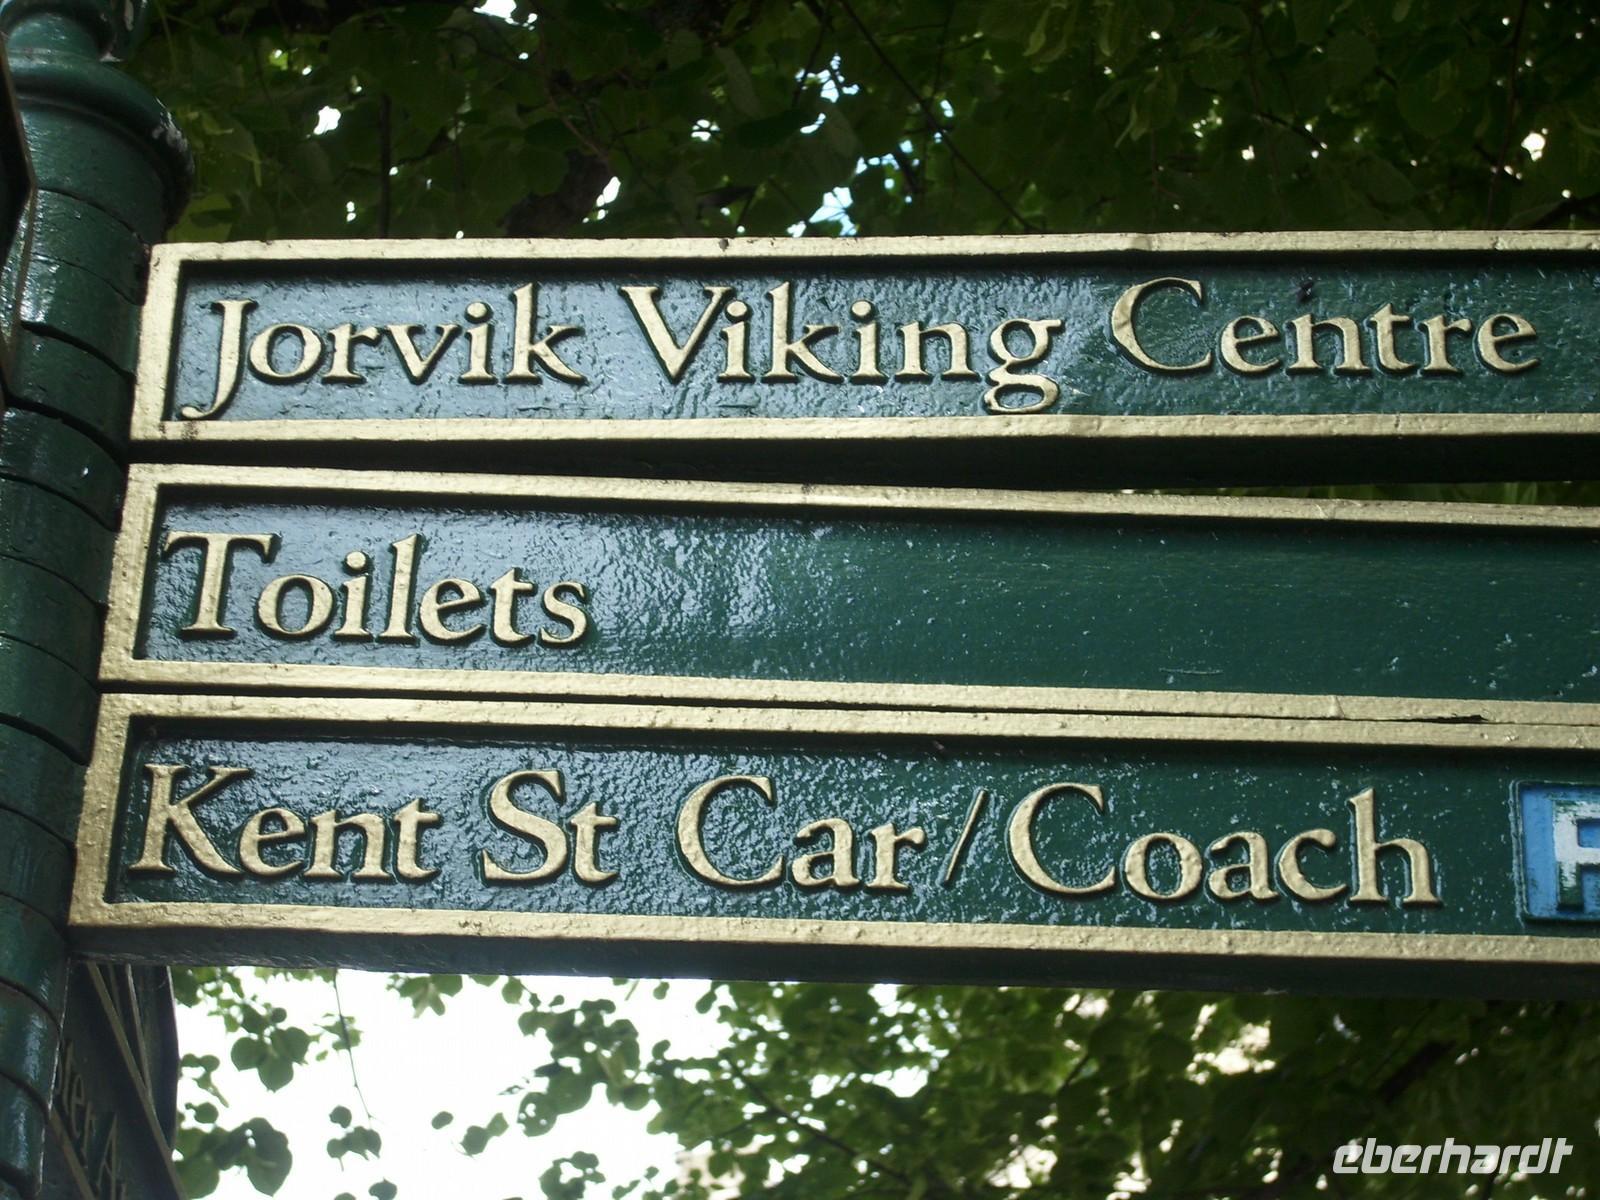 Jorvik Viking Centre
Toilets
Kent St Car/Coach
eberhardt